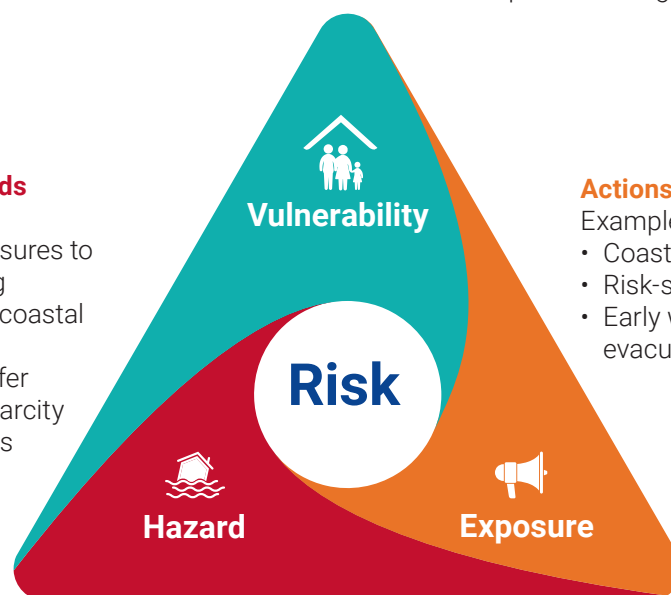 ds
sures to
g
coastal
fer
arcity
s
Vulnerability
Risk
Hazard
Exposure
Actions
Example
• Coast
• Risk-s
• Early w
evacu